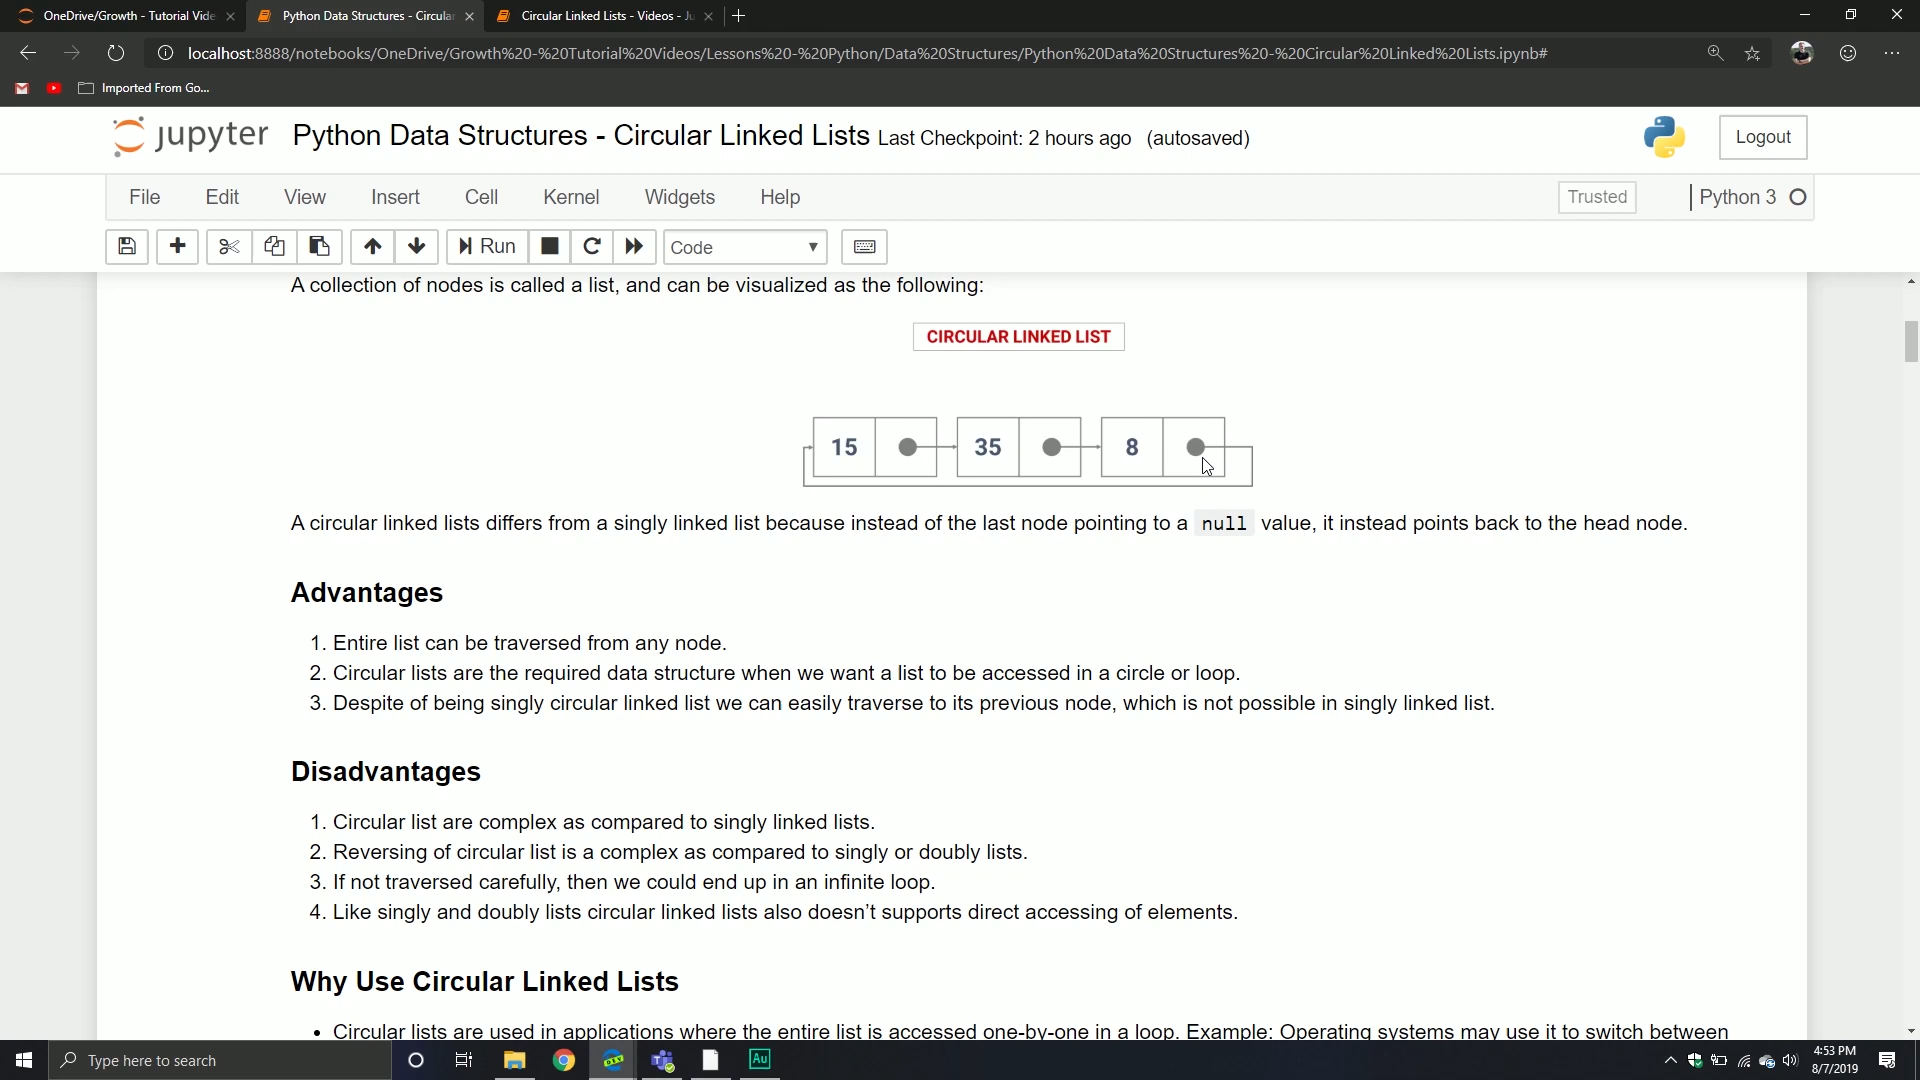 OneDrive/Growth - Tutorial Vide
Python Data Structures - Circular
Circular Linked Lists - Videos - Ju
localhost:8888/notebooks/OneDrive/Growth%20-%20Tutorial%20Videos/Lessons%20-%20Python/Data%20Structures/Python%20Data%20Structures%20-%20Circular%20Linked%20Lists.ipynb#
Imported From Go...
jupyter Python Data Structures - Circular Linked Lists Last Checkpoint: 2 hours ago (autosaved)
Logout
File Edit View Insert Cell Kernel Widgets Help
Trusted
Python 3
Run
Code
A collection of nodes is called a list, and can be visualized as the following:
CIRCULAR LINKED LIST
15 35 8
A circular linked lists differs from a singly linked list because instead of the last node pointing to a null value, it instead points back to the head node.
Advantages
1. Entire list can be traversed from any node.
2. Circular lists are the required data structure when we want a list to be accessed in a circle or loop.
3. Despite of being singly circular linked list we can easily traverse to its previous node, which is not possible in singly linked list.
Disadvantages
1. Circular list are complex as compared to singly linked lists.
2. Reversing of circular list is a complex as compared to singly or doubly lists.
3. If not traversed carefully, then we could end up in an infinite loop.
4. Like singly and doubly lists circular linked lists also doesn't supports direct accessing of elements.
Why Use Circular Linked Lists
• Circular lists are used in applications where the entire list is accessed one-by-one in a loop. Example: Operating systems may use it to switch between
Type here to search
DEV
Au
4:53 PM
8/7/2019